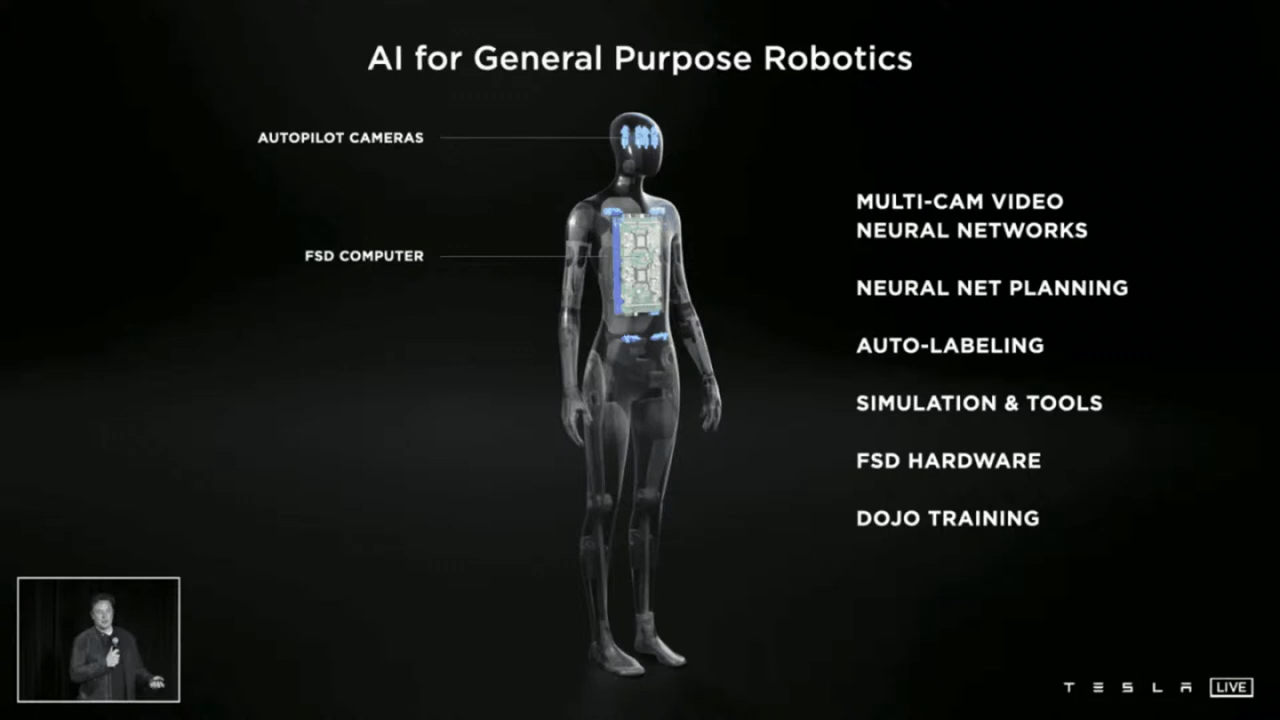 AI for General Purpose Robotics
AUTOPILOT CAMERAS
FSD COMPUTER
MULTI-CAM VIDEO
NEURAL NETWORKS
NEURAL NET PLANNING
AUTO-LABELING
SIMULATION & TOOLS
FSD HARDWARE
DOJO TRAINING
TESLA LIVE